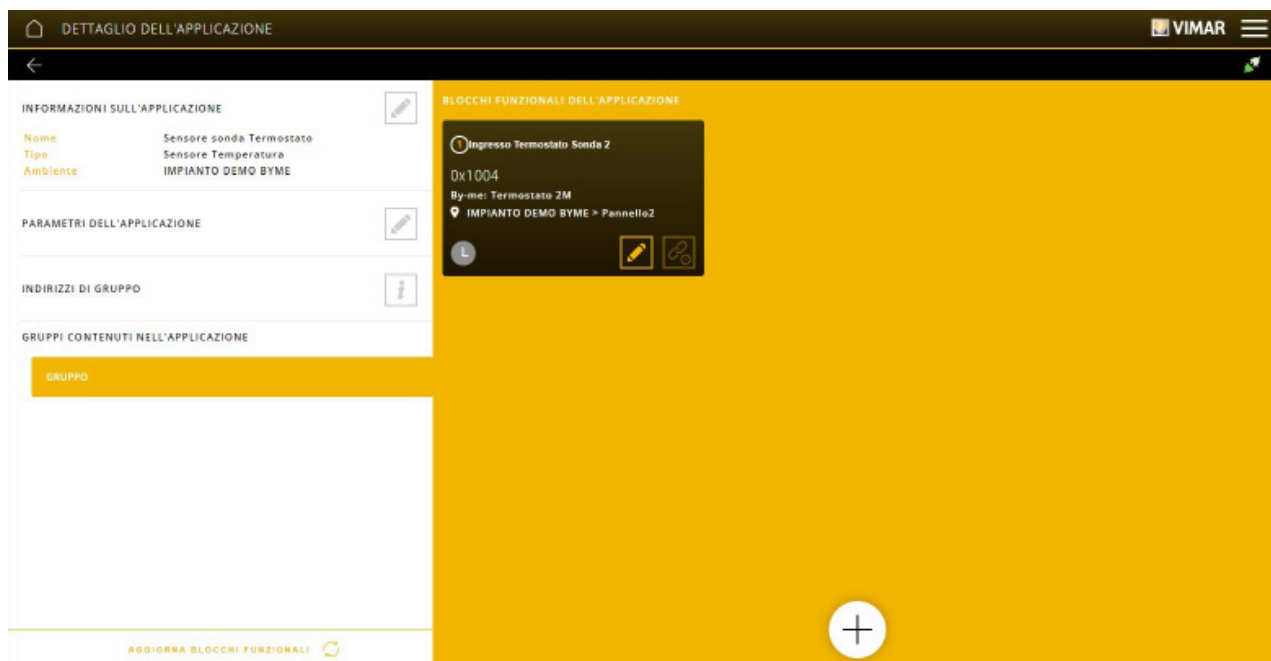 DETTAGLIO DELL'APPLICAZIONE
VIMAR
INFORMAZIONI SULL'APPLICAZIONE
Nome Sensore sonda Termostato
Tipo Sensore Temperatura
Ambiente IMPIANTO DEMO BYME
PARAMETRI DELL'APPLICAZIONE
INDIRIZZI DI GRUPPO
GRUPPI CONTENUTI NELL'APPLICAZIONE
GRUPPO
AGGIORNA BLOCCHI FUNZIONALI
BLOCCHI FUNZIONALI DELL'APPLICAZIONE
1 Ingresso Termostato Sonda 2
0x1004
By-me: Termostato 2M
IMPIANTO DEMO BYME > Pannello2
L